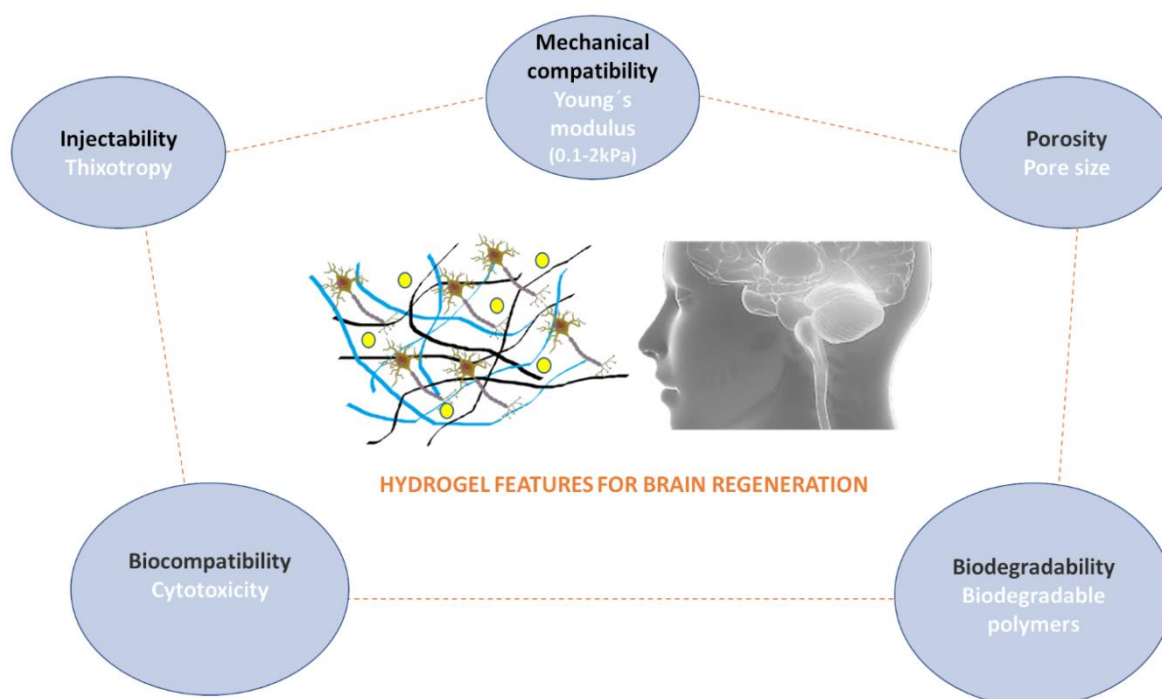 Mechanical
compatibility
Young´s
modulus
(0.1-2kPa)
Injectability
Thixotropy
Porosity
Pore size
HYDROGEL FEATURES FOR BRAIN REGENERATION
Biocompatibility
Cytotoxicity
Biodegradability
Biodegradable
polymers